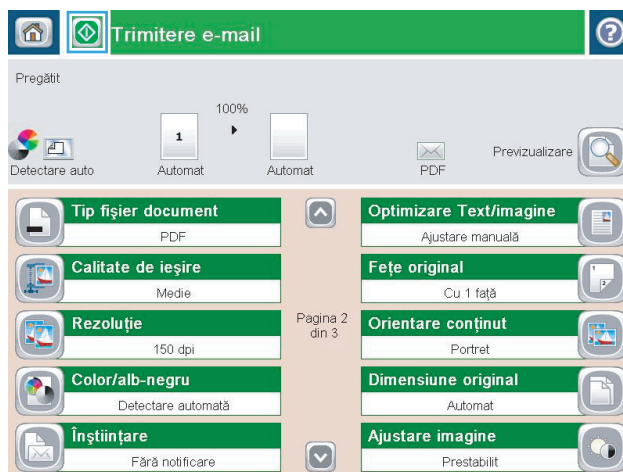 Trimitere e-mail
Pregătit
100%
1
Detectare auto
Automat
Automat
PDF
Previzualizare
Tip fişier document
PDF
Calitate de ieşire
Medie
Rezoluţie
150 dpi
Color/alb-negru
Detectare automată
Înştiinţare
Fără notificare
Pagina 2
din 3
Optimizare Text/imagine
Ajustare manuală
Feţe original
Cu 1 faţă
Orientare conţinut
Portret
Dimensiune original
Automat
Ajustare imagine
Prestabilit